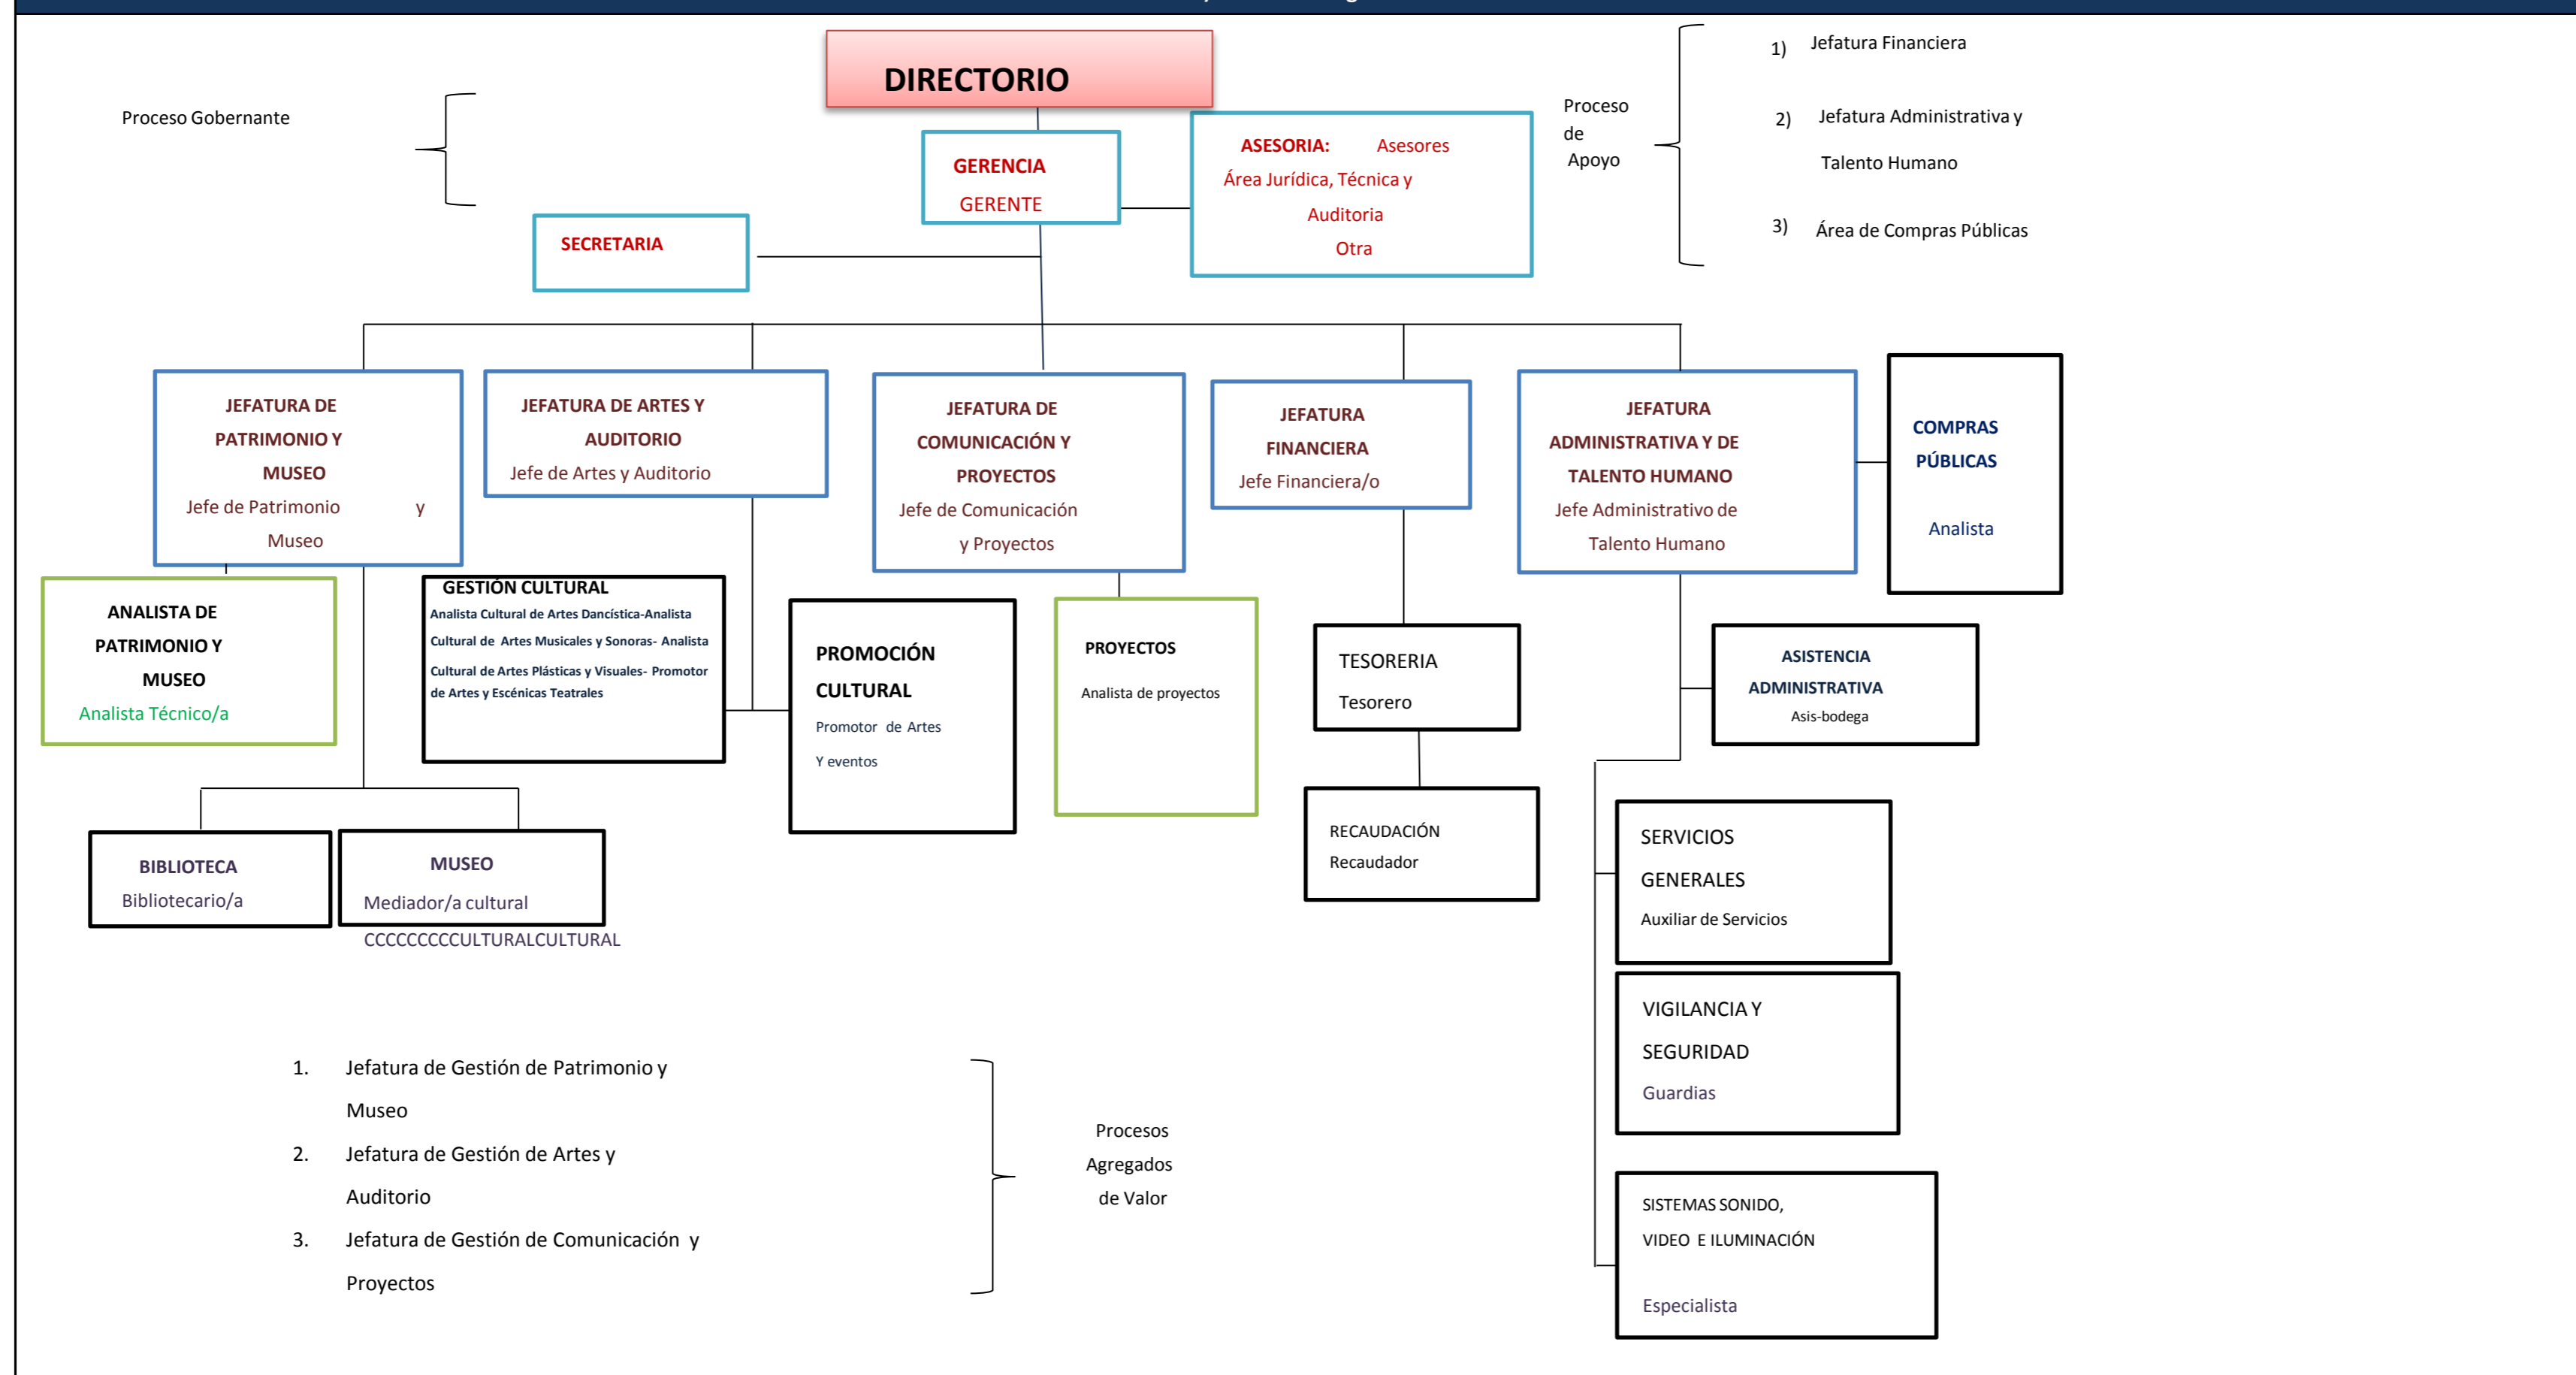 DIRECTORIO
Proceso Gobernante
GERENCIA
GERENTE
ASESORIA: Asesores
Área Jurídica, Técnica y
Auditoria
Otra
SECRETARIA
Proceso
de
Apoyo
1) Jefatura Financiera
2) Jefatura Administrativa y
Talento Humano
3) Área de Compras Públicas
JEFATURA DE
PATRIMONIO Y
MUSEO
Jefe de Patrimonio y
Museo
JEFATURA DE ARTES Y
AUDITORIO
Jefe de Artes y Auditorio
JEFATURA DE
COMUNICACIÓN Y
PROYECTOS
Jefe de Comunicación
y Proyectos
JEFATURA
FINANCIERA
Jefe Financiera/o
JEFATURA
ADMINISTRATIVA Y DE
TALENTO HUMANO
Jefe Administrativo de
Talento Humano
COMPRAS
PÚBLICAS
Analista
ANALISTA DE
PATRIMONIO Y
MUSEO
Analista Técnico/a
GESTIÓN CULTURAL
Analista Cultural de Artes Dancística-Analista
Cultural de Artes Musicales y Sonoras- Analista
Cultural de Artes Plásticas y Visuales- Promotor
de Artes y Escénicas Teatrales
PROMOCIÓN
CULTURAL
Promotor de Artes
Y eventos
PROYECTOS
Analista de proyectos
TESORERIA
Tesorero
ASISTENCIA
ADMINISTRATIVA
Asis-bodega
RECAUDACIÓN
Recaudador
BIBLIOTECA
Bibliotecario/a
MUSEO
Mediador/a cultural
CCCCCCCCCULTURALCULTURAL
SERVICIOS
GENERALES
Auxiliar de Servicios
VIGILANCIA Y
SEGURIDAD
Guardias
SISTEMAS SONIDO,
VIDEO E ILUMINACIÓN
Especialista
1. Jefatura de Gestión de Patrimonio y
Museo
2. Jefatura de Gestión de Artes y
Auditorio
3. Jefatura de Gestión de Comunicación y
Proyectos
Procesos
Agregados
de Valor